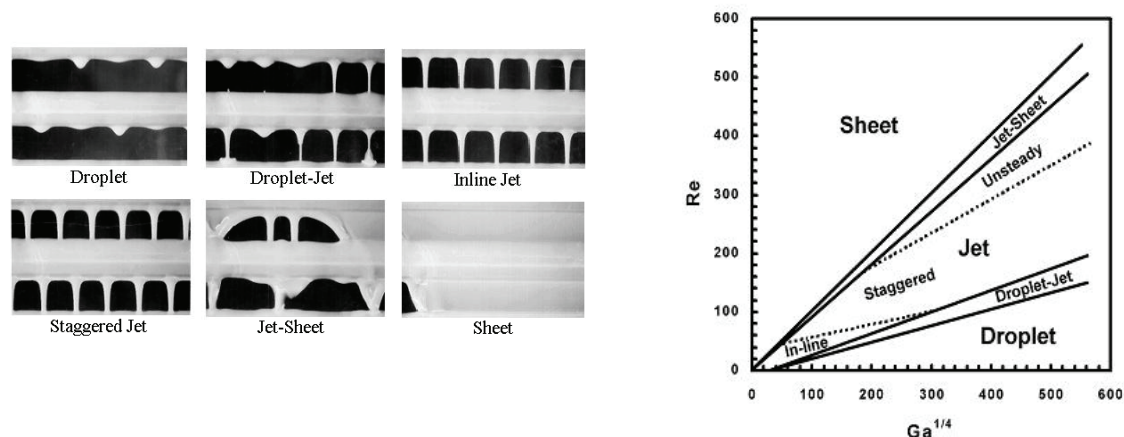 Droplet
Droplet-Jet
Inline Jet
Staggered Jet
Jet-Sheet
Sheet
600
500
400
300
200
100
0
Re
Sheet
Jet-Sheet
Unsteady
Jet
Staggered
Droplet-Jet
In-line
Droplet
0
100
200
300
400
500
600
Ga1/4